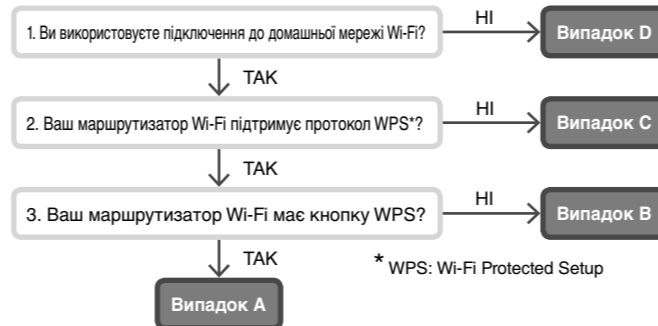 1. Ви використовуєте підключення до домашньої мережі Wi-Fi?
НІ
Випадок D
ТАК
2. Ваш маршрутизатор Wi-Fi підтримує протокол WPS*?
НІ
Випадок C
ТАК
3. Ваш маршрутизатор Wi-Fi має кнопку WPS?
НІ
Випадок B
ТАК
* WPS: Wi-Fi Protected Setup
Випадок A